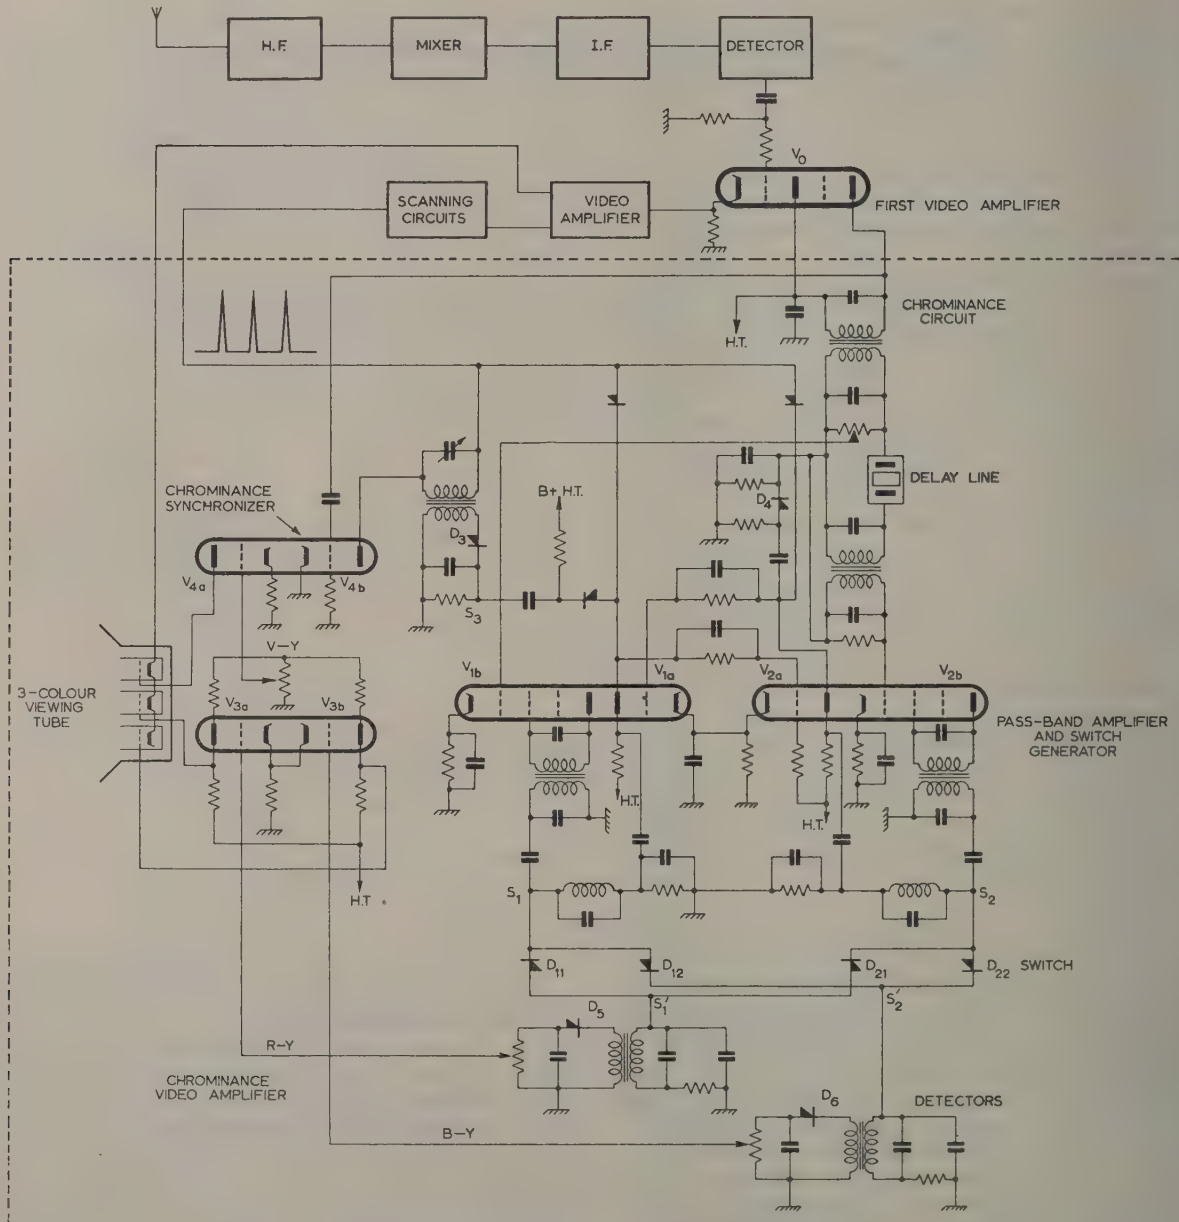 H.F.
MIXER
I.F.
DETECTOR
V0
FIRST VIDEO AMPLIFIER
SCANNING
CIRCUITS
VIDEO
AMPLIFIER
CHROMINANCE
CIRCUIT
H.T.
DELAY LINE
CHROMINANCE
SYNCHRONIZER
B+ H.T.
D3
D4
V4a
V4b
S3
V–Y
3-COLOUR
VIEWING
TUBE
V3a
V3b
V1b
V1a
V2a
V2b
PASS-BAND AMPLIFIER
AND SWITCH
GENERATOR
H.T.
H.T.
H.T.
S1
S2
D11
D12
D21
D22
SWITCH
S1'
S2'
D5
R–Y
CHROMINANCE
VIDEO AMPLIFIER
D6
DETECTORS
B–Y